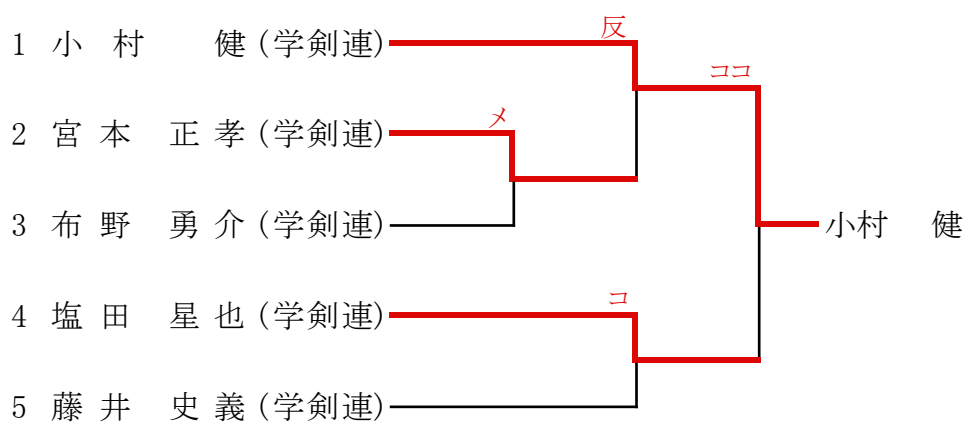 反
1 小村 健 (学剣連)
ココ
メ
2 宮本 正孝 (学剣連)
3 布野 勇介 (学剣連)
小村 健
コ
4 塩田 星也 (学剣連)
5 藤井 史義 (学剣連)